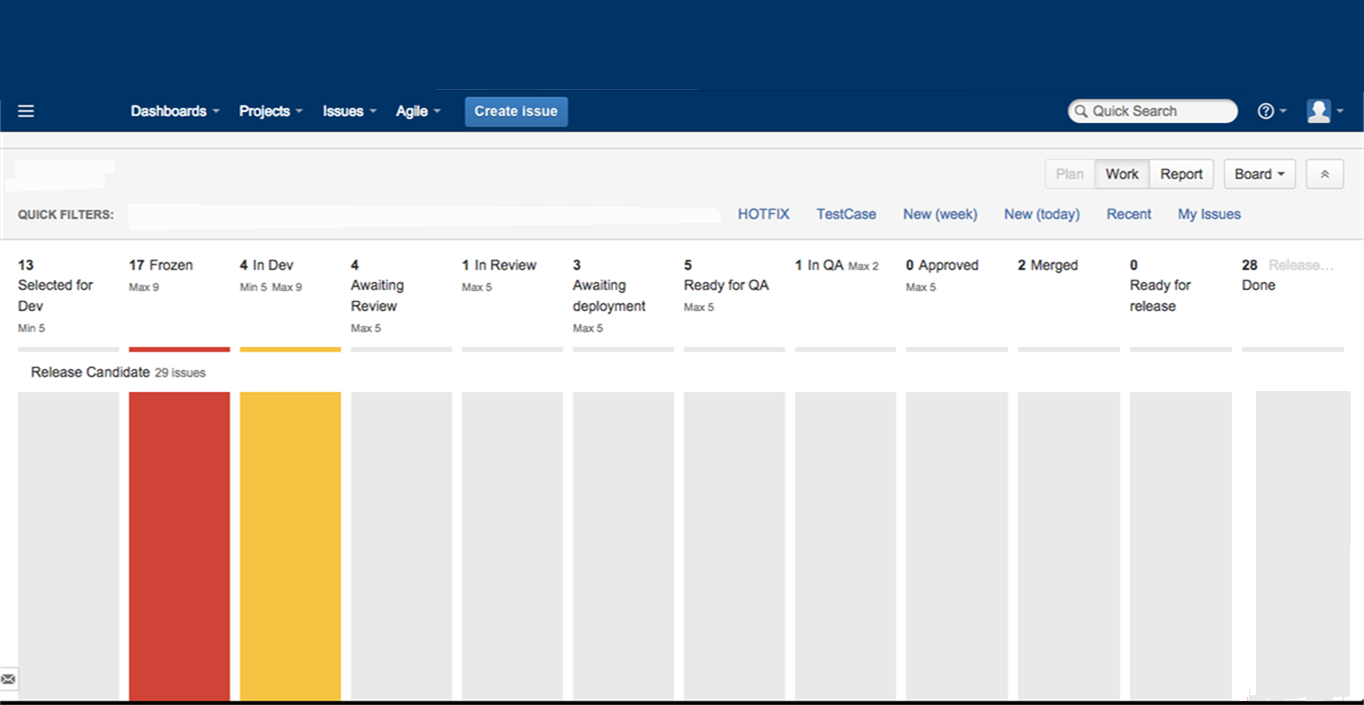 Dashboards Projects Issues Agile Create issue Quick Search
Plan Work Report Board
QUICK FILTERS: HOTFIX TestCase New (week) New (today) Recent My Issues
13 Selected for Dev Min 5
17 Frozen Max 9
4 In Dev Min 5 Max 9
4 Awaiting Review Max 5
1 In Review Max 5
3 Awaiting deployment Max 5
5 Ready for QA Max 5
1 In QA Max 2
0 Approved Max 5
2 Merged
0 Ready for release
28 Done Release...
Release Candidate 29 issues